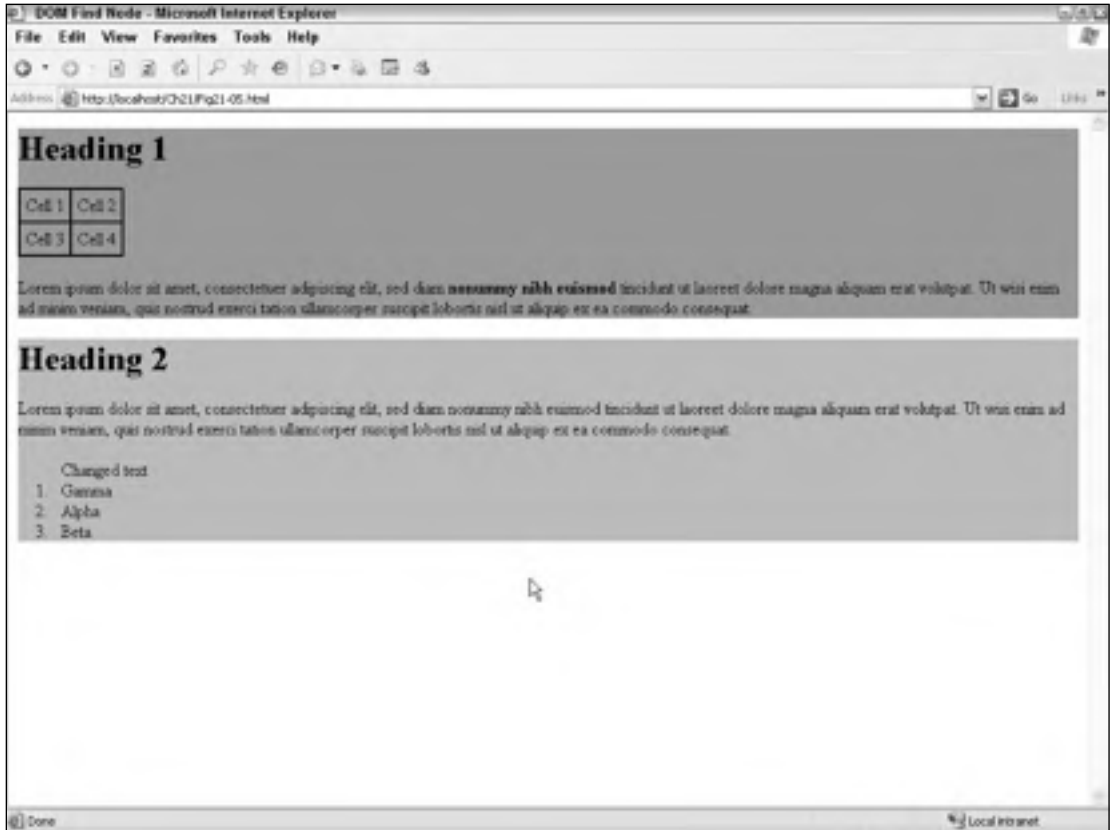 DOM Find Node - Microsoft Internet Explorer
File Edit View Favorites Tools Help
Address http://localhost/Ch21/Fig21-05.html Go Links »
Heading 1
Cell 1 Cell 2
Cell 3 Cell 4
Lorem ipsum dolor sit amet, consectetuer adipiscing elit, sed diam nonummy nibh euismod tincidunt ut laoreet dolore magna aliquam erat volutpat. Ut wisi enim
ad minim veniam, quis nostrud exerci tation ullamcorper suscipit lobortis nisl ut aliquip ex ea commodo consequat.
Heading 2
Lorem ipsum dolor sit amet, consectetuer adipiscing elit, sed diam nonummy nibh euismod tincidunt ut laoreet dolore magna aliquam erat volutpat. Ut wisi enim ad
minim veniam, quis nostrud exerci tation ullamcorper suscipit lobortis nisl ut aliquip ex ea commodo consequat.
Changed text
1. Gamma
2. Alpha
3. Beta
Done Local intranet